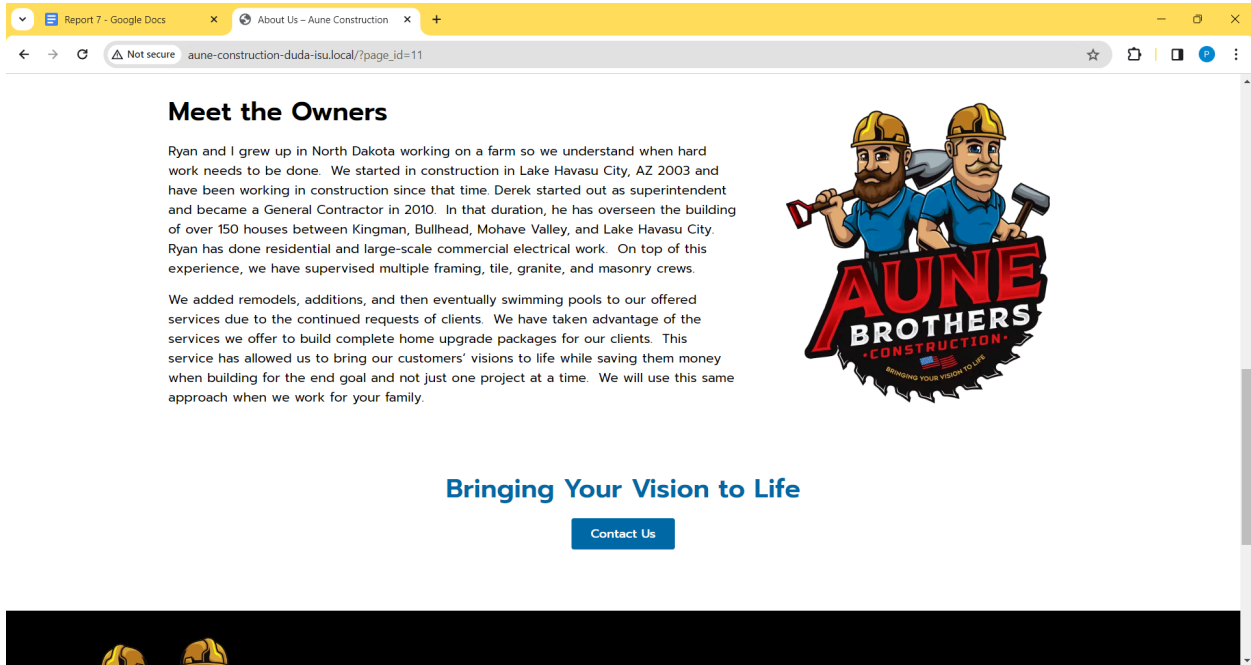 Report 7 - Google Docs
About Us – Aune Construction
Not secure
aune-construction-duda-isu.local/?page_id=11
P
Meet the Owners
Ryan and I grew up in North Dakota working on a farm so we understand when hard
work needs to be done. We started in construction in Lake Havasu City, AZ 2003 and
have been working in construction since that time. Derek started out as superintendent
and became a General Contractor in 2010. In that duration, he has overseen the building
of over 150 houses between Kingman, Bullhead, Mohave Valley, and Lake Havasu City.
Ryan has done residential and large-scale commercial electrical work. On top of this
experience, we have supervised multiple framing, tile, granite, and masonry crews.
We added remodels, additions, and then eventually swimming pools to our offered
services due to the continued requests of clients. We have taken advantage of the
services we offer to build complete home upgrade packages for our clients. This
service has allowed us to bring our customers’ visions to life while saving them money
when building for the end goal and not just one project at a time. We will use this same
approach when we work for your family.
AUNE
BROTHERS
•CONSTRUCTION•
BRINGING YOUR VISION TO LIFE
Bringing Your Vision to Life
Contact Us